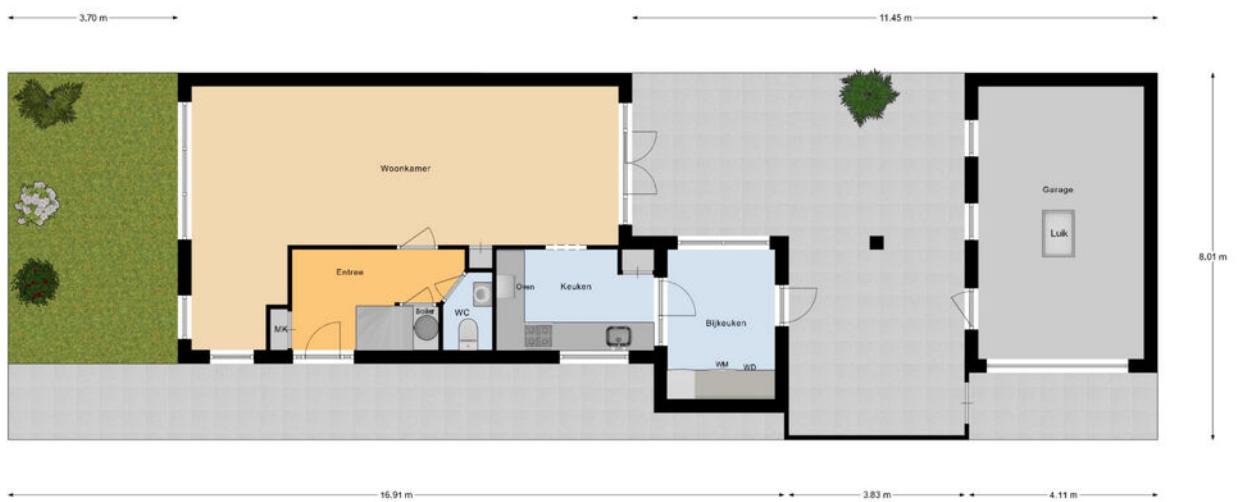 3.70 m
11.45 m
Woonkamer
Garage
Luik
8.01 m
Entree
Oven
Keuken
Boiler
WC
MK
Bijkeuken
WM
WD
16.91 m
3.83 m
4.11 m